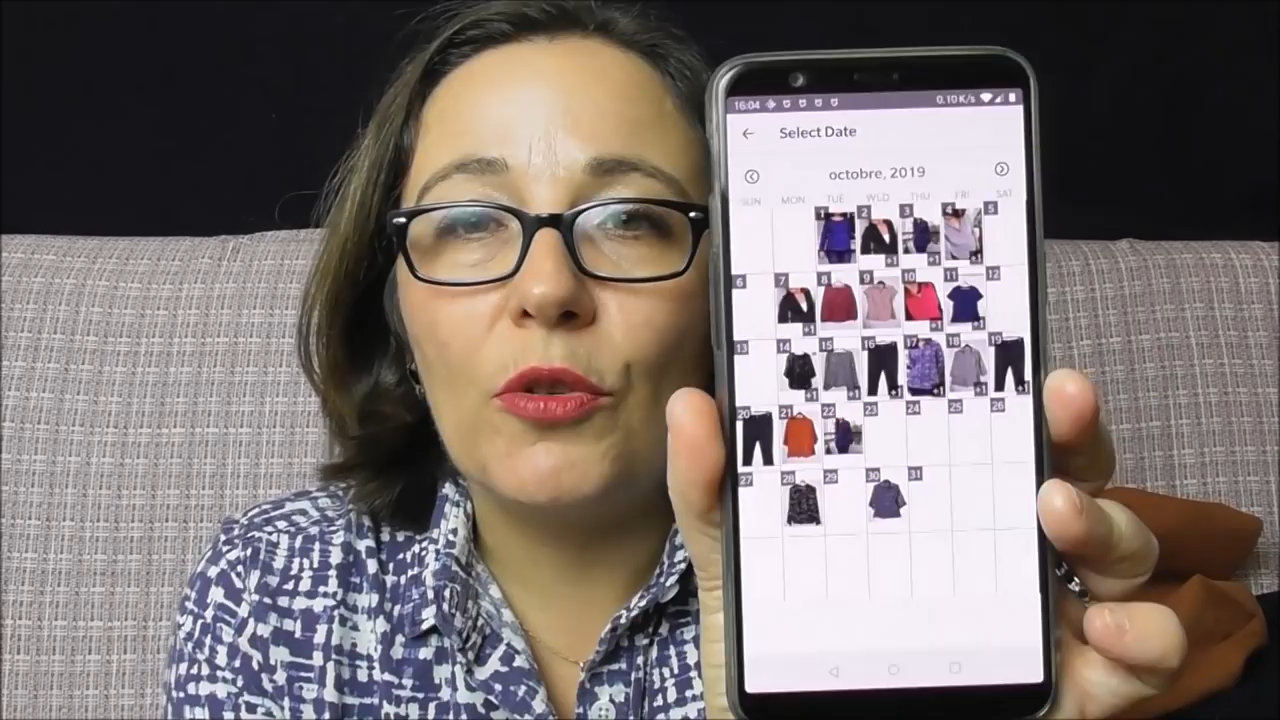 16:04 0.10 K/s
Select Date
octobre, 2019
SUN MON TUE WED THU FRI SAT
1 2 3 4 5
+1 +1 +1
6 7 8 9 10 11 12
+1 +1 +1
13 14 15 16 17 18 19
+1 +1 +1 +1 +1 +1
20 21 22 23 24 25 26
27 28 29 30 31